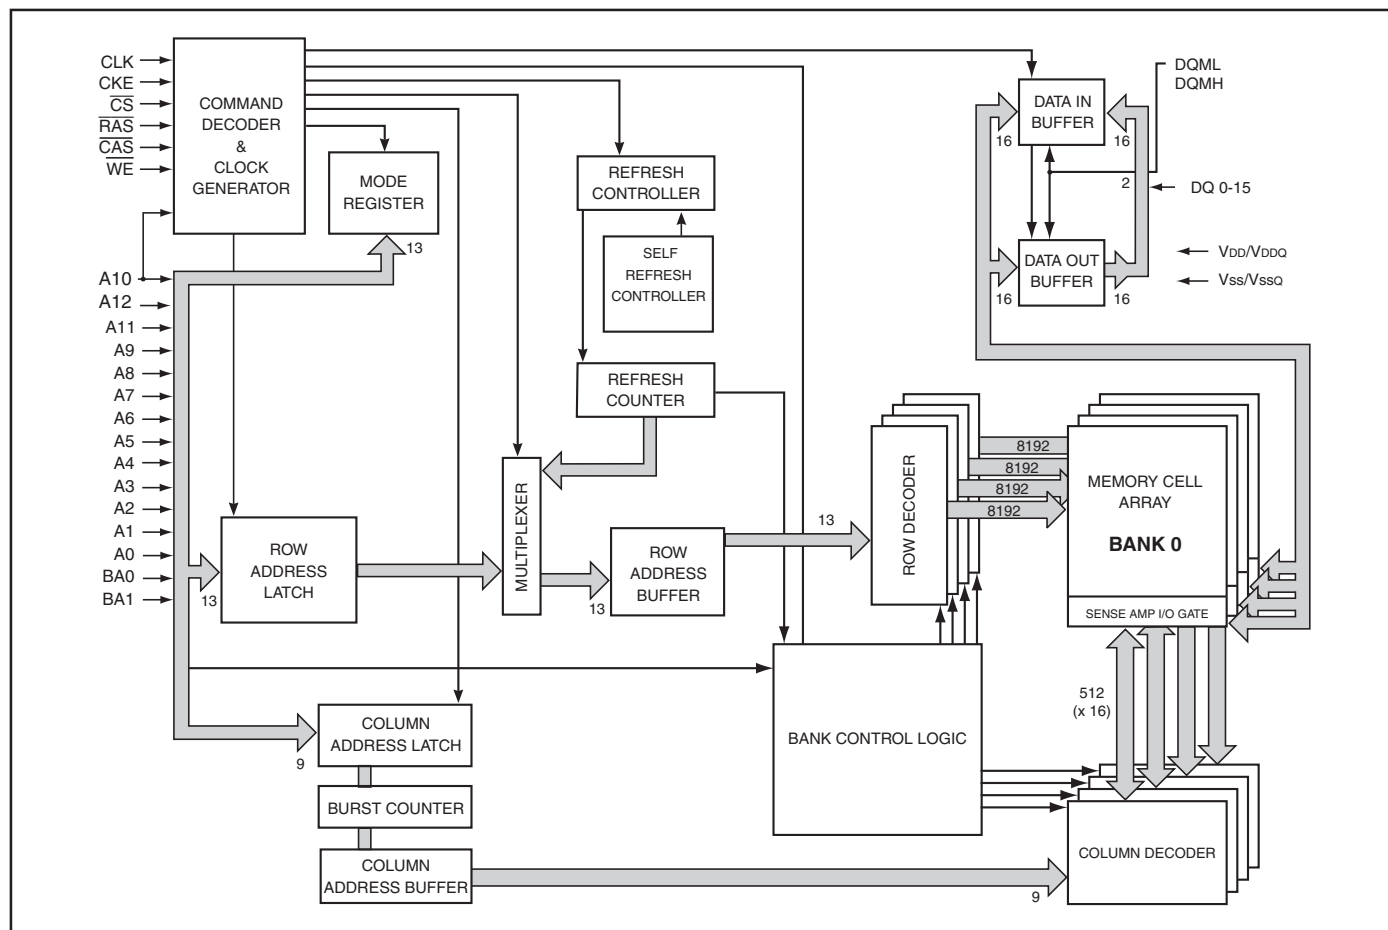 CLK
CKE
CS
RAS
CAS
WE
A10
A12
A11
A9
A8
A7
A6
A5
A4
A3
A2
A1
A0
BA0
BA1
COMMAND
DECODER
&
CLOCK
GENERATOR
MODE
REGISTER
13
REFRESH
CONTROLLER
SELF
REFRESH
CONTROLLER
REFRESH
COUNTER
DATA IN
BUFFER
16
16
DQML
DQMH
2
DQ 0-15
DATA OUT
BUFFER
16
16
VDD/VDDQ
Vss/VssQ
13
ROW
ADDRESS
LATCH
MULTIPLEXER
13
ROW
ADDRESS
BUFFER
13
ROW DECODER
8192
8192
8192
8192
MEMORY CELL
ARRAY
BANK 0
SENSE AMP I/O GATE
512
(x 16)
BANK CONTROL LOGIC
9
COLUMN
ADDRESS LATCH
BURST COUNTER
COLUMN
ADDRESS BUFFER
9
COLUMN DECODER